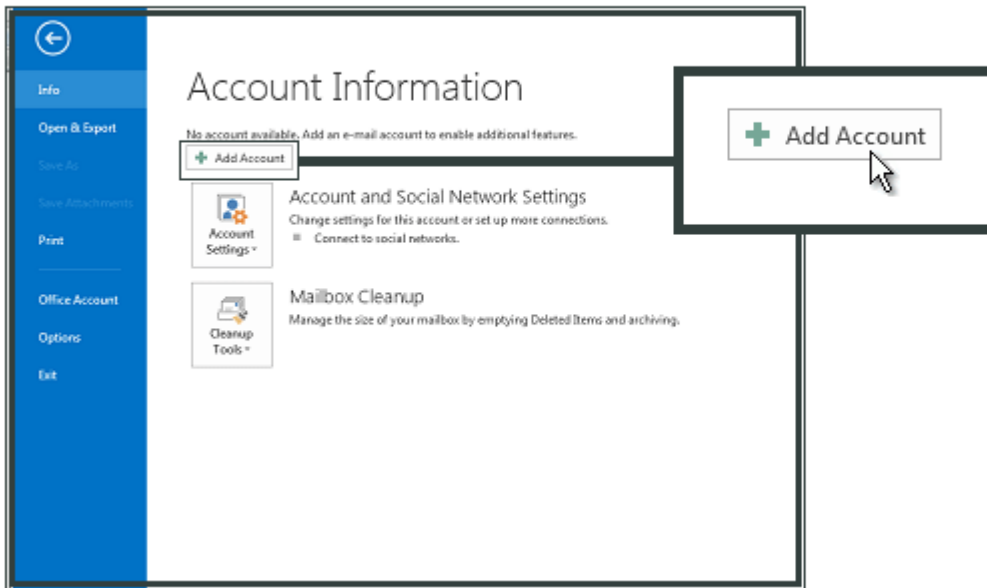 Info
Open & Export
Save As
Save Attachments
Print
Office Account
Options
Exit
Account Information
No account available. Add an e-mail account to enable additional features.
Add Account
Account Settings
Account and Social Network Settings
Change settings for this account or set up more connections.
Connect to social networks.
Cleanup Tools
Mailbox Cleanup
Manage the size of your mailbox by emptying Deleted Items and archiving.
Add Account